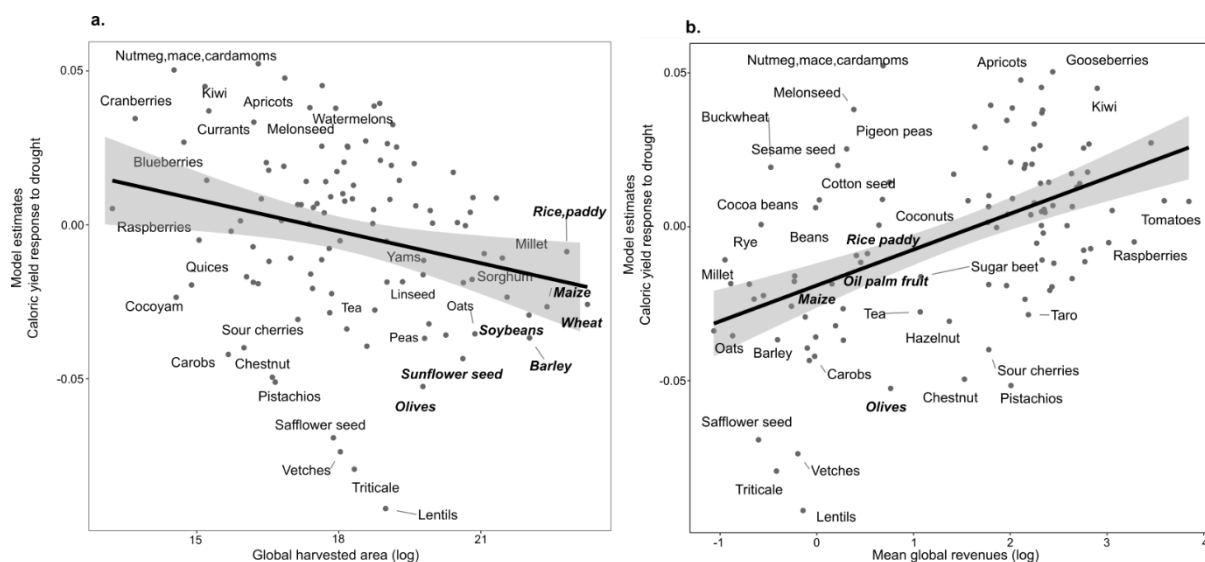 a.
Model estimates
Caloric yield response to drought
0.05
0.00
-0.05
Nutmeg,mace,cardamoms
Kiwi
Cranberries
Apricots
Currants
Melonseed
Watermelons
Blueberries
Raspberries
Rice,paddy
Millet
Yams
Quices
Sorghum
Maize
Cocoyam
Tea
Linseed
Oats
Wheat
Sour cherries
Soybeans
Peas
Barley
Carobs
Chestnut
Sunflower seed
Pistachios
Olives
Safflower seed
Vetches
Triticale
Lentils
15
18
21
Global harvested area (log)
b.
Model estimates
Caloric yield response to drought
0.05
0.00
-0.05
Nutmeg,mace,cardamoms
Apricots
Gooseberries
Melonseed
Kiwi
Buckwheat
Pigeon peas
Sesame seed
Cotton seed
Cocoa beans
Coconuts
Tomatoes
Beans
Rye
Rice paddy
Raspberries
Millet
Sugar beet
Oil palm fruit
Maize
Tea
Taro
Hazelnut
Oats
Barley
Carobs
Sour cherries
Olives
Chestnut
Pistachios
Safflower seed
Vetches
Triticale
Lentils
-1
0
1
2
3
4
Mean global revenues (log)